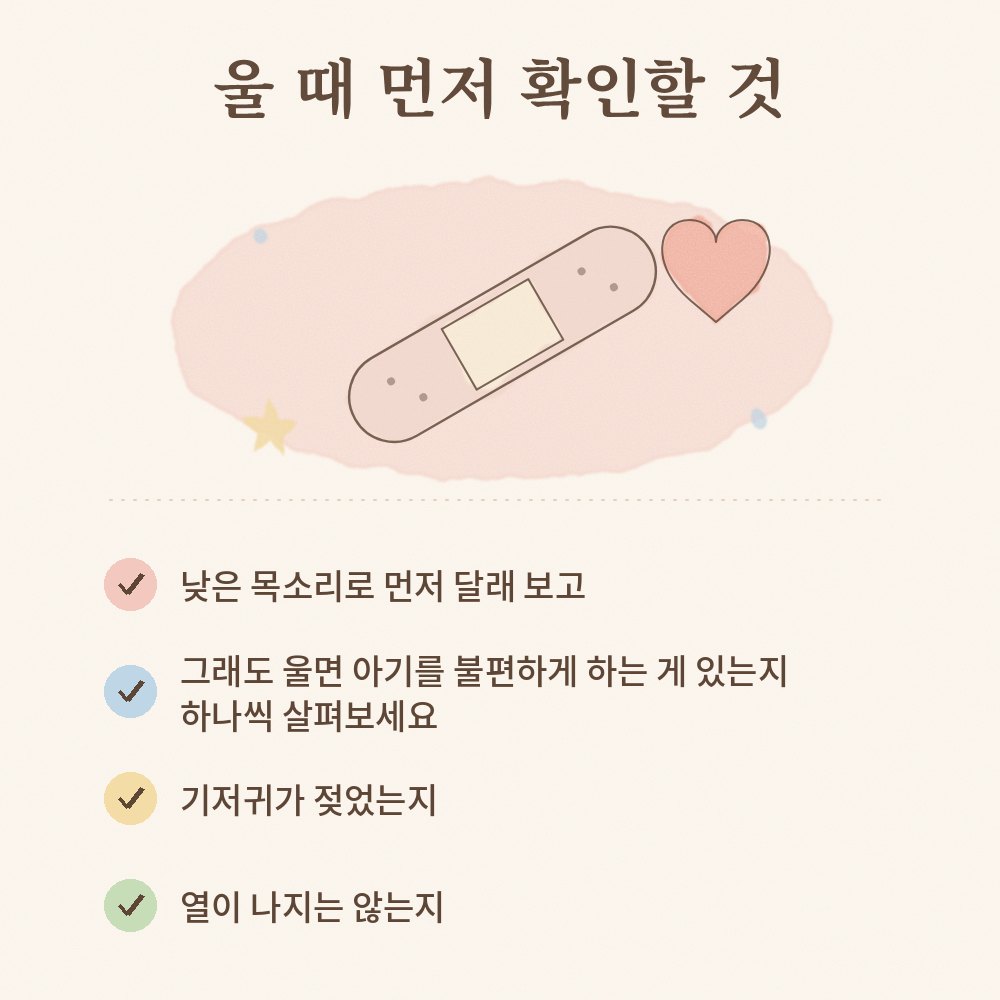 울 때 먼저 확인할 것
낮은 목소리로 먼저 달래 보고
그래도 울면 아기를 불편하게 하는 게 있는지
하나씩 살펴보세요
기저귀가 젖었는지
열이 나지는 않는지